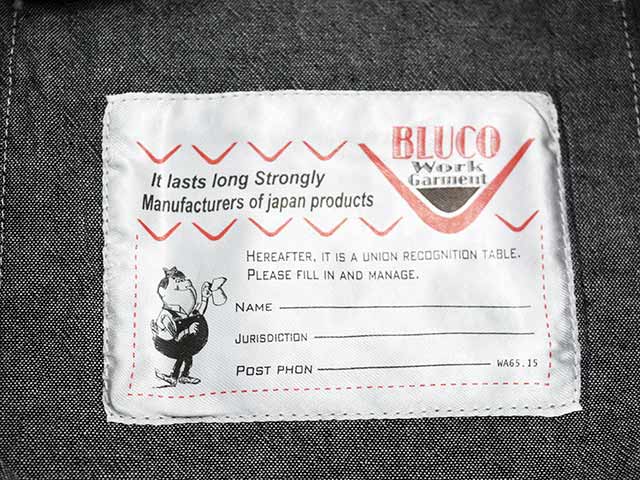 BLUCO
Work
Garment
It lasts long Strongly
Manufacturers of japan products
HEREAFTER, IT IS A UNION RECOGNITION TABLE.
PLEASE FILL IN AND MANAGE.
NAME
JURISDICTION
POST PHON
WA65.15